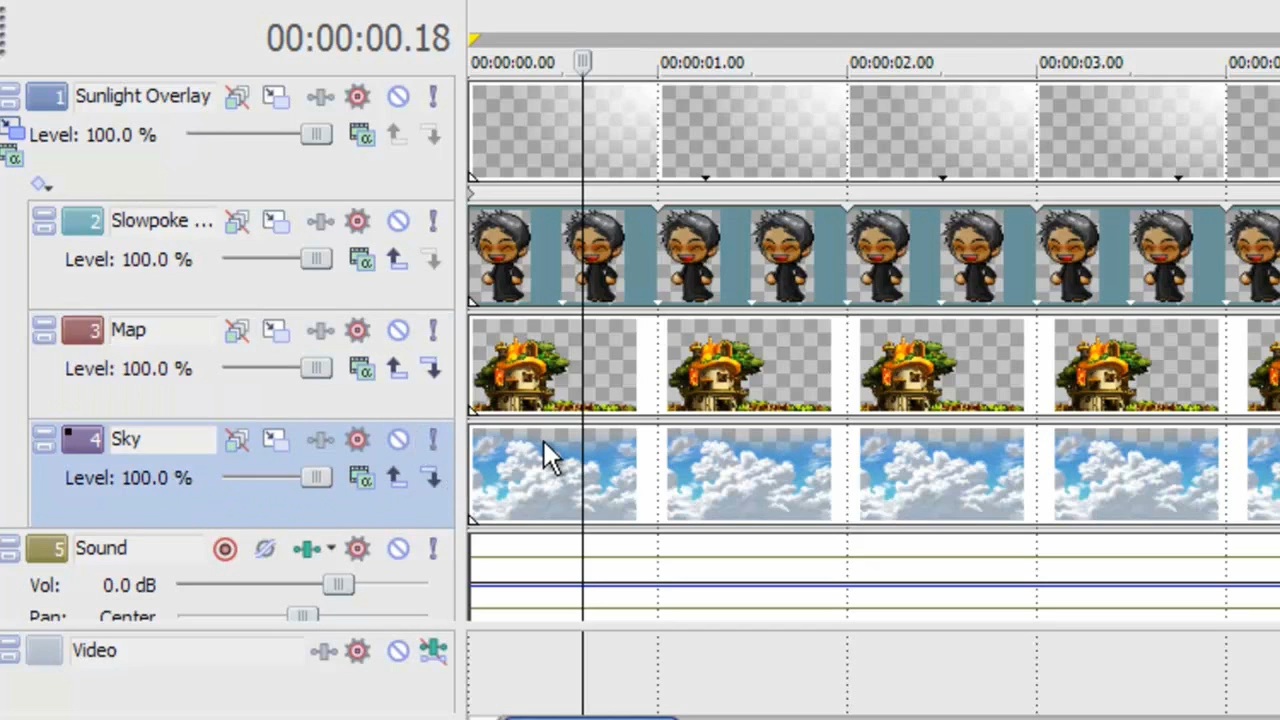 00:00:00.18
00:00:00.00 00:00:01.00 00:00:02.00 00:00:03.00
1 Sunlight Overlay
Level: 100.0 %
2 Slowpoke ...
Level: 100.0 %
3 Map
Level: 100.0 %
4 Sky
Level: 100.0 %
5 Sound
Vol: 0.0 dB
Pan: Center
Video